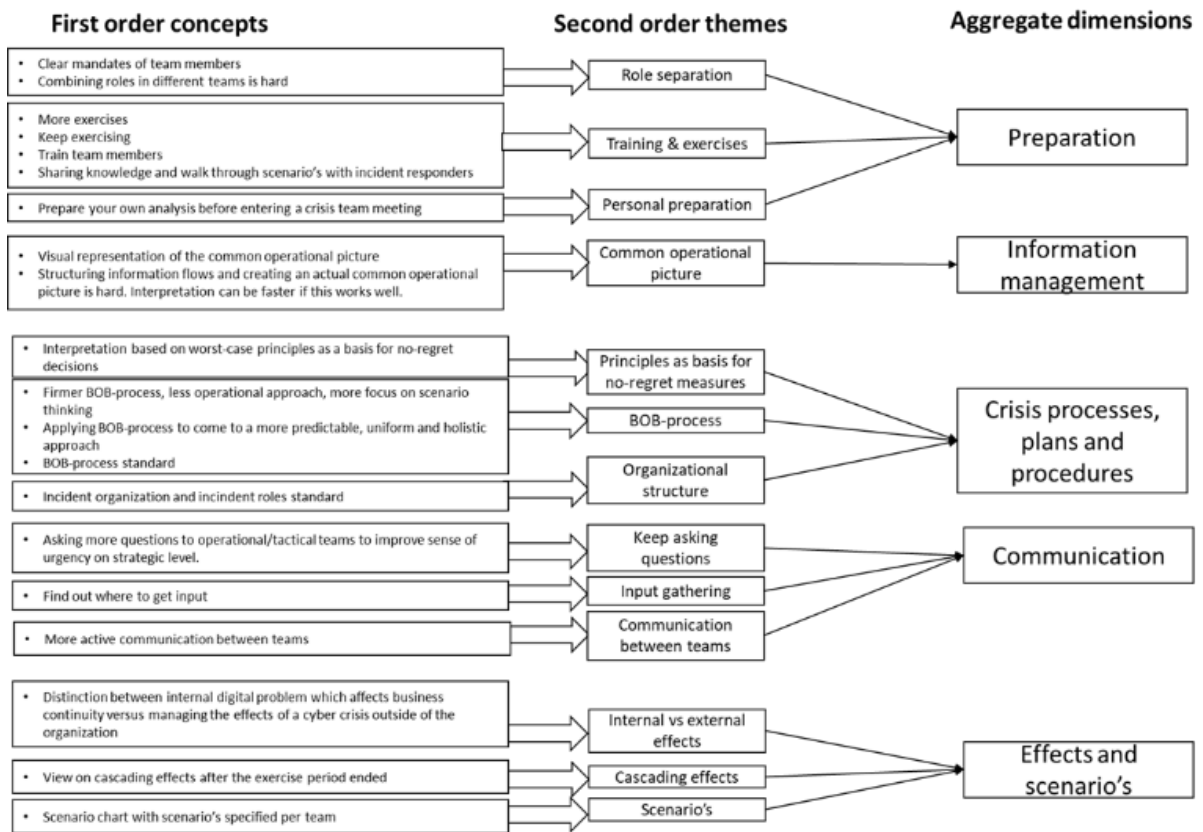 First order concepts
Second order themes
Aggregate dimensions
• Clear mandates of team members
• Combining roles in different teams is hard
Role separation
• More exercises
• Keep exercising
• Train team members
• Sharing knowledge and walk through scenario's with incident responders
Training & exercises
Preparation
• Prepare your own analysis before entering a crisis team meeting
Personal preparation
• Visual representation of the common operational picture
• Structuring information flows and creating an actual common operational
picture is hard. Interpretation can be faster if this works well.
Common operational
picture
Information
management
• Interpretation based on worst-case principles as a basis for no-regret
decisions
Principles as basis for
no-regret measures
• Firmer BOB-process, less operational approach, more focus on scenario
thinking
• Applying BOB-process to come to a more predictable, uniform and holistic
approach
• BOB-process standard
BOB-process
Crisis processes,
plans and
procedures
• Incident organization and incindent roles standard
Organizational
structure
• Asking more questions to operational/tactical teams to improve sense of
urgency on strategic level.
Keep asking
questions
Communication
• Find out where to get input
Input gathering
• More active communication between teams
Communication
between teams
• Distinction between internal digital problem which affects business
continuity versus managing the effects of a cyber crisis outside of the
organization
Internal vs external
effects
• View on cascading effects after the exercise period ended
Cascading effects
Effects and
scenario's
• Scenario chart with scenario's specified per team
Scenario's